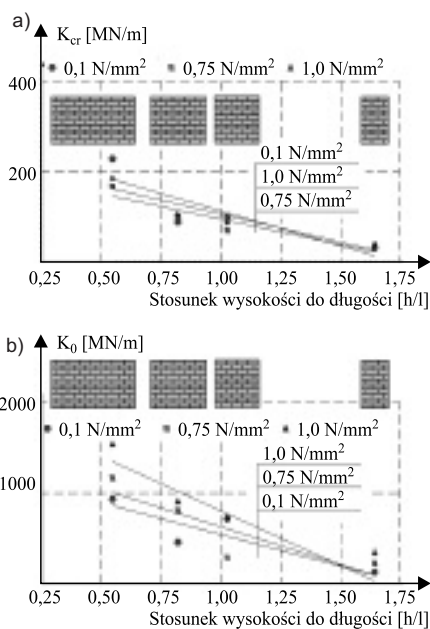 a)
K_cr [MN/m]
0,1 N/mm² 0,75 N/mm² 1,0 N/mm²
400
0,1 N/mm²
200 1,0 N/mm²
0,75 N/mm²
0,25 0,50 0,75 1,00 1,25 1,50 1,75
Stosunek wysokości do długości [h/l]
b)
K₀ [MN/m]
2000
0,1 N/mm² 0,75 N/mm² 1,0 N/mm²
1,0 N/mm²
1000 0,75 N/mm²
0,1 N/mm²
0,25 0,50 0,75 1,00 1,25 1,50 1,75
Stosunek wysokości do długości [h/l]